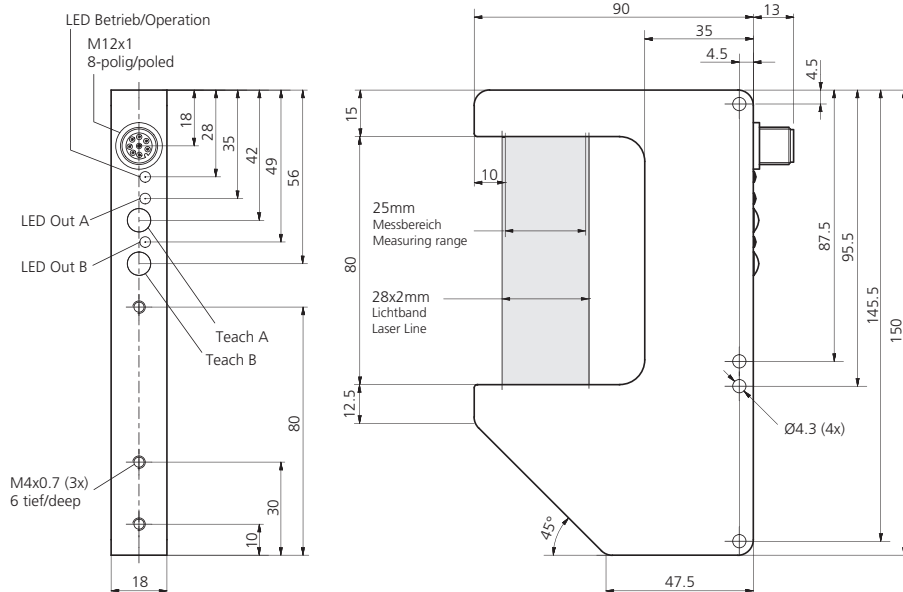 LED Betrieb/Operation
M12x1
8-polig/poled
18
28
35
42
49
56
LED Out A
LED Out B
Teach A
Teach B
80
M4x0.7 (3x)
6 tief/deep
30
10
18
90
13
35
4.5
4.5
15
10
25mm
Messbereich
Measuring range
80
28x2mm
Lichtband
Laser Line
87.5
95.5
145.5
150
12.5
Ø4.3 (4x)
45°
47.5